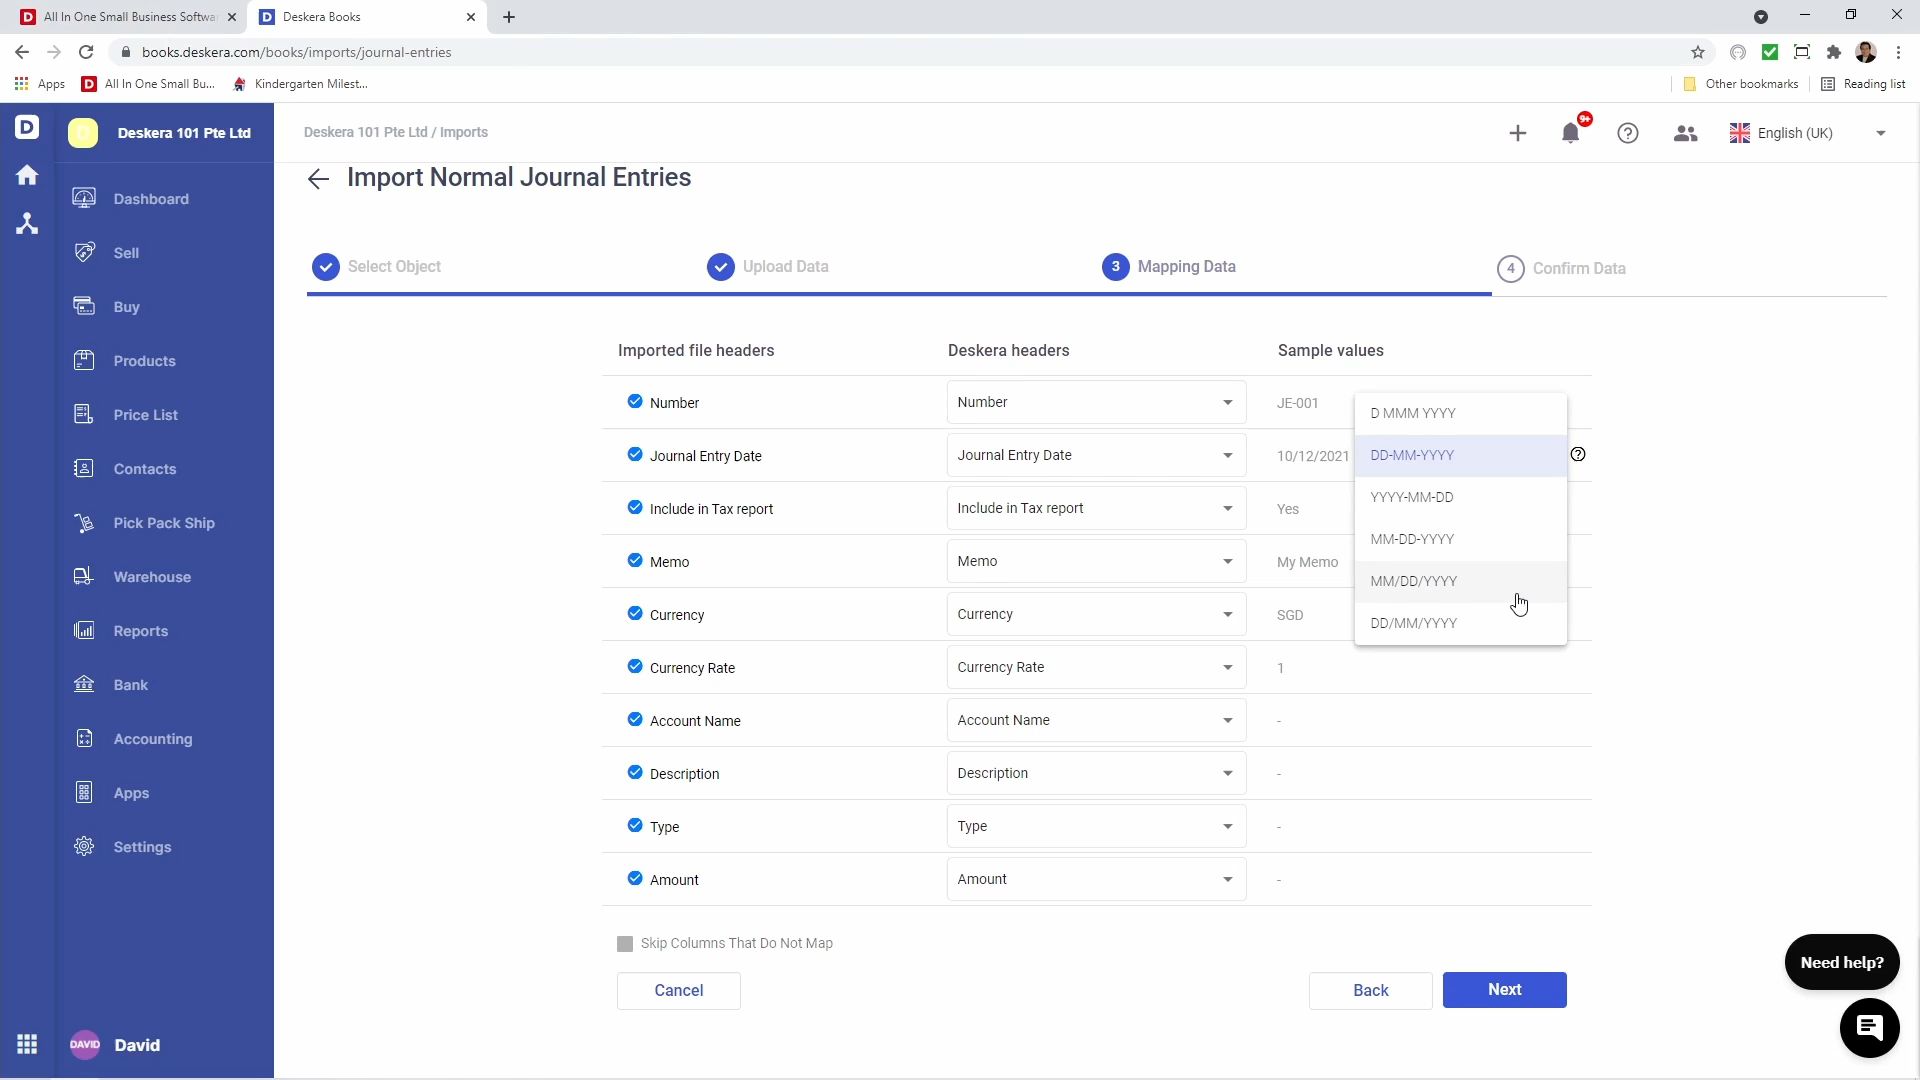 All In One Small Business Softwa
Deskera Books
books.deskera.com/books/imports/journal-entries
Apps
All In One Small Bu...
Kindergarten Milest...
Other bookmarks
Reading list
Deskera 101 Pte Ltd
Deskera 101 Pte Ltd / Imports
9+
English (UK)
Import Normal Journal Entries
Dashboard
Sell
Buy
Products
Price List
Contacts
Pick Pack Ship
Warehouse
Reports
Bank
Accounting
Apps
Settings
DAVID
David
Select Object
Upload Data
3 Mapping Data
4 Confirm Data
Imported file headers Deskera headers Sample values
Number Number JE-001
Journal Entry Date Journal Entry Date 10/12/2021
Include in Tax report Include in Tax report Yes
Memo Memo My Memo
Currency Currency SGD
Currency Rate Currency Rate 1
Account Name Account Name -
Description Description -
Type Type -
Amount Amount -
D MMM YYYY
DD-MM-YYYY
YYYY-MM-DD
MM-DD-YYYY
MM/DD/YYYY
DD/MM/YYYY
Skip Columns That Do Not Map
Cancel
Back
Next
Need help?